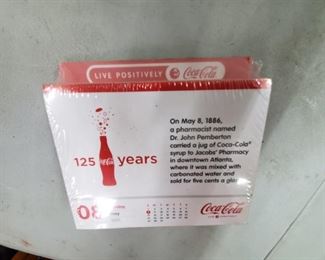 LIVE POSITIVELY Coca-Cola
On May 8, 1886,
a pharmacist named
Dr. John Pemberton
carried a jug of Coca-Cola®
syrup to Jacobs' Pharmacy
in downtown Atlanta,
where it was mixed with
carbonated water and
sold for five cents a glass
125 years
08
Coca-Cola
LIVE POSITIVELY